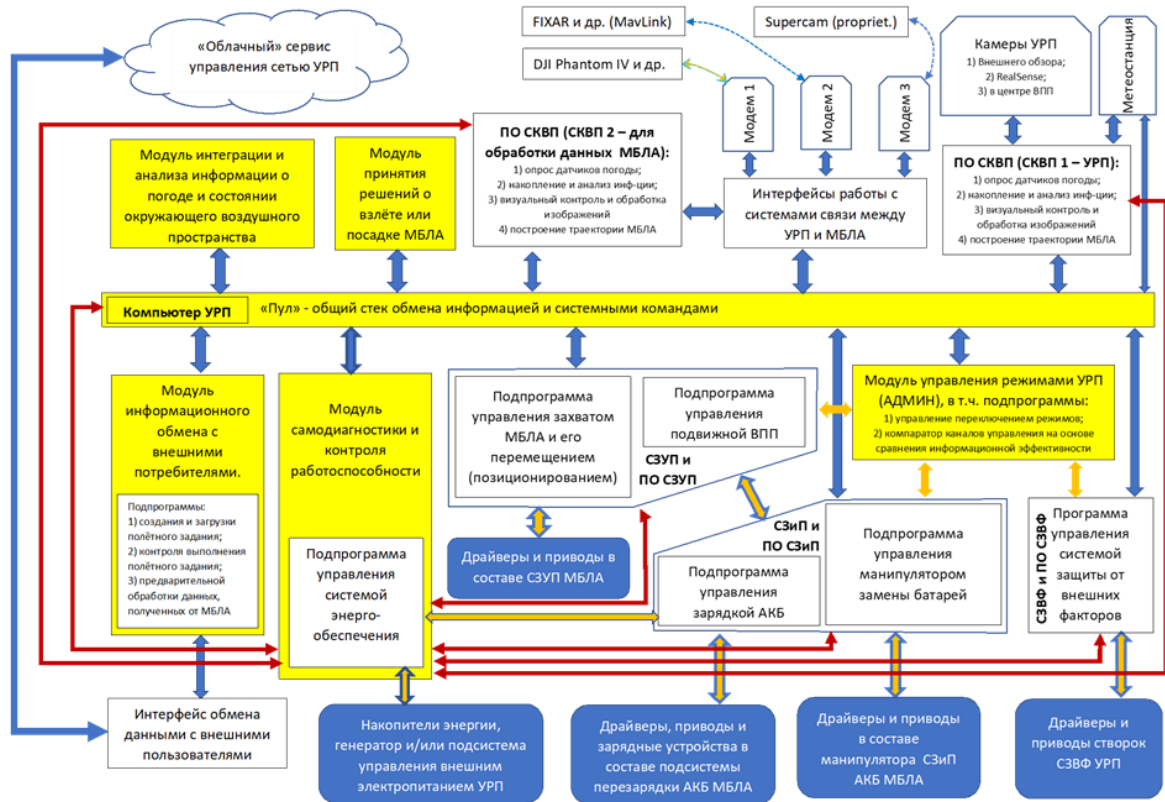 «Облачный» сервис
управления сетью УРП
FIXAR и др. (MavLink)
Supercam (propriet.)
DJI Phantom IV и др.
Модем 1
Модем 2
Модем 3
Камеры УРП
1) Внешнего обзора;
2) RealSense;
3) в центре ВПП
Метеостанция
Модуль интеграции и
анализа информации о
погоде и состоянии
окружающего воздушного
пространства
Модуль
принятия
решений о
взлёте или
посадке МБЛА
ПО СКВП (СКВП 2 – для
обработки данных МБЛА):
1) опрос датчиков погоды;
2) накопление и анализ инф-ции;
3) визуальный контроль и обработка
изображений
4) построение траектории МБЛА
Интерфейсы работы с
системами связи между
УРП и МБЛА
ПО СКВП (СКВП 1 – УРП):
1) опрос датчиков погоды;
2) накопление и анализ инф-ции;
3) визуальный контроль и
обработка изображений
4) построение траектории МБЛА
Компьютер УРП
«Пул» - общий стек обмена информацией и системными командами
Модуль
информационного
обмена с
внешними
потребителями.
Подпрограммы:
1) создания и загрузки
полётного задания;
2) контроля выполнения
полётного задания;
3) предварительной
обработки данных,
полученных от МБЛА
Модуль
самодиагностики и
контроля
работоспособности
Подпрограмма
управления
системой
энерго-
обеспечения
Подпрограмма
управления захватом
МБЛА и его
перемещением
(позиционированием)
Подпрограмма
управления
подвижной ВПП
СЗУП и
ПО СЗУП
Модуль управления режимами УРП
(АДМИН), в т.ч. подпрограммы:
1) управление переключением режимов;
2) компаратор каналов управления на основе
сравнения информационной эффективности
Драйверы и приводы в
составе СЗУП МБЛА
СЗиП и
ПО СЗиП
Подпрограмма
управления
зарядкой АКБ
Подпрограмма
управления
манипулятором
замены батарей
СЗВФ и ПО СЗВФ
Программа
управления
системой
защиты от
внешних
факторов
Интерфейс обмена
данными с внешними
пользователями
Накопители энергии,
генератор и/или подсистема
управления внешним
электропитанием УРП
Драйверы, приводы и
зарядные устройства в
составе подсистемы
перезарядки АКБ МБЛА
Драйверы и приводы
в составе
манипулятора СЗиП
АКБ МБЛА
Драйверы и
приводы створок
СЗВФ УРП